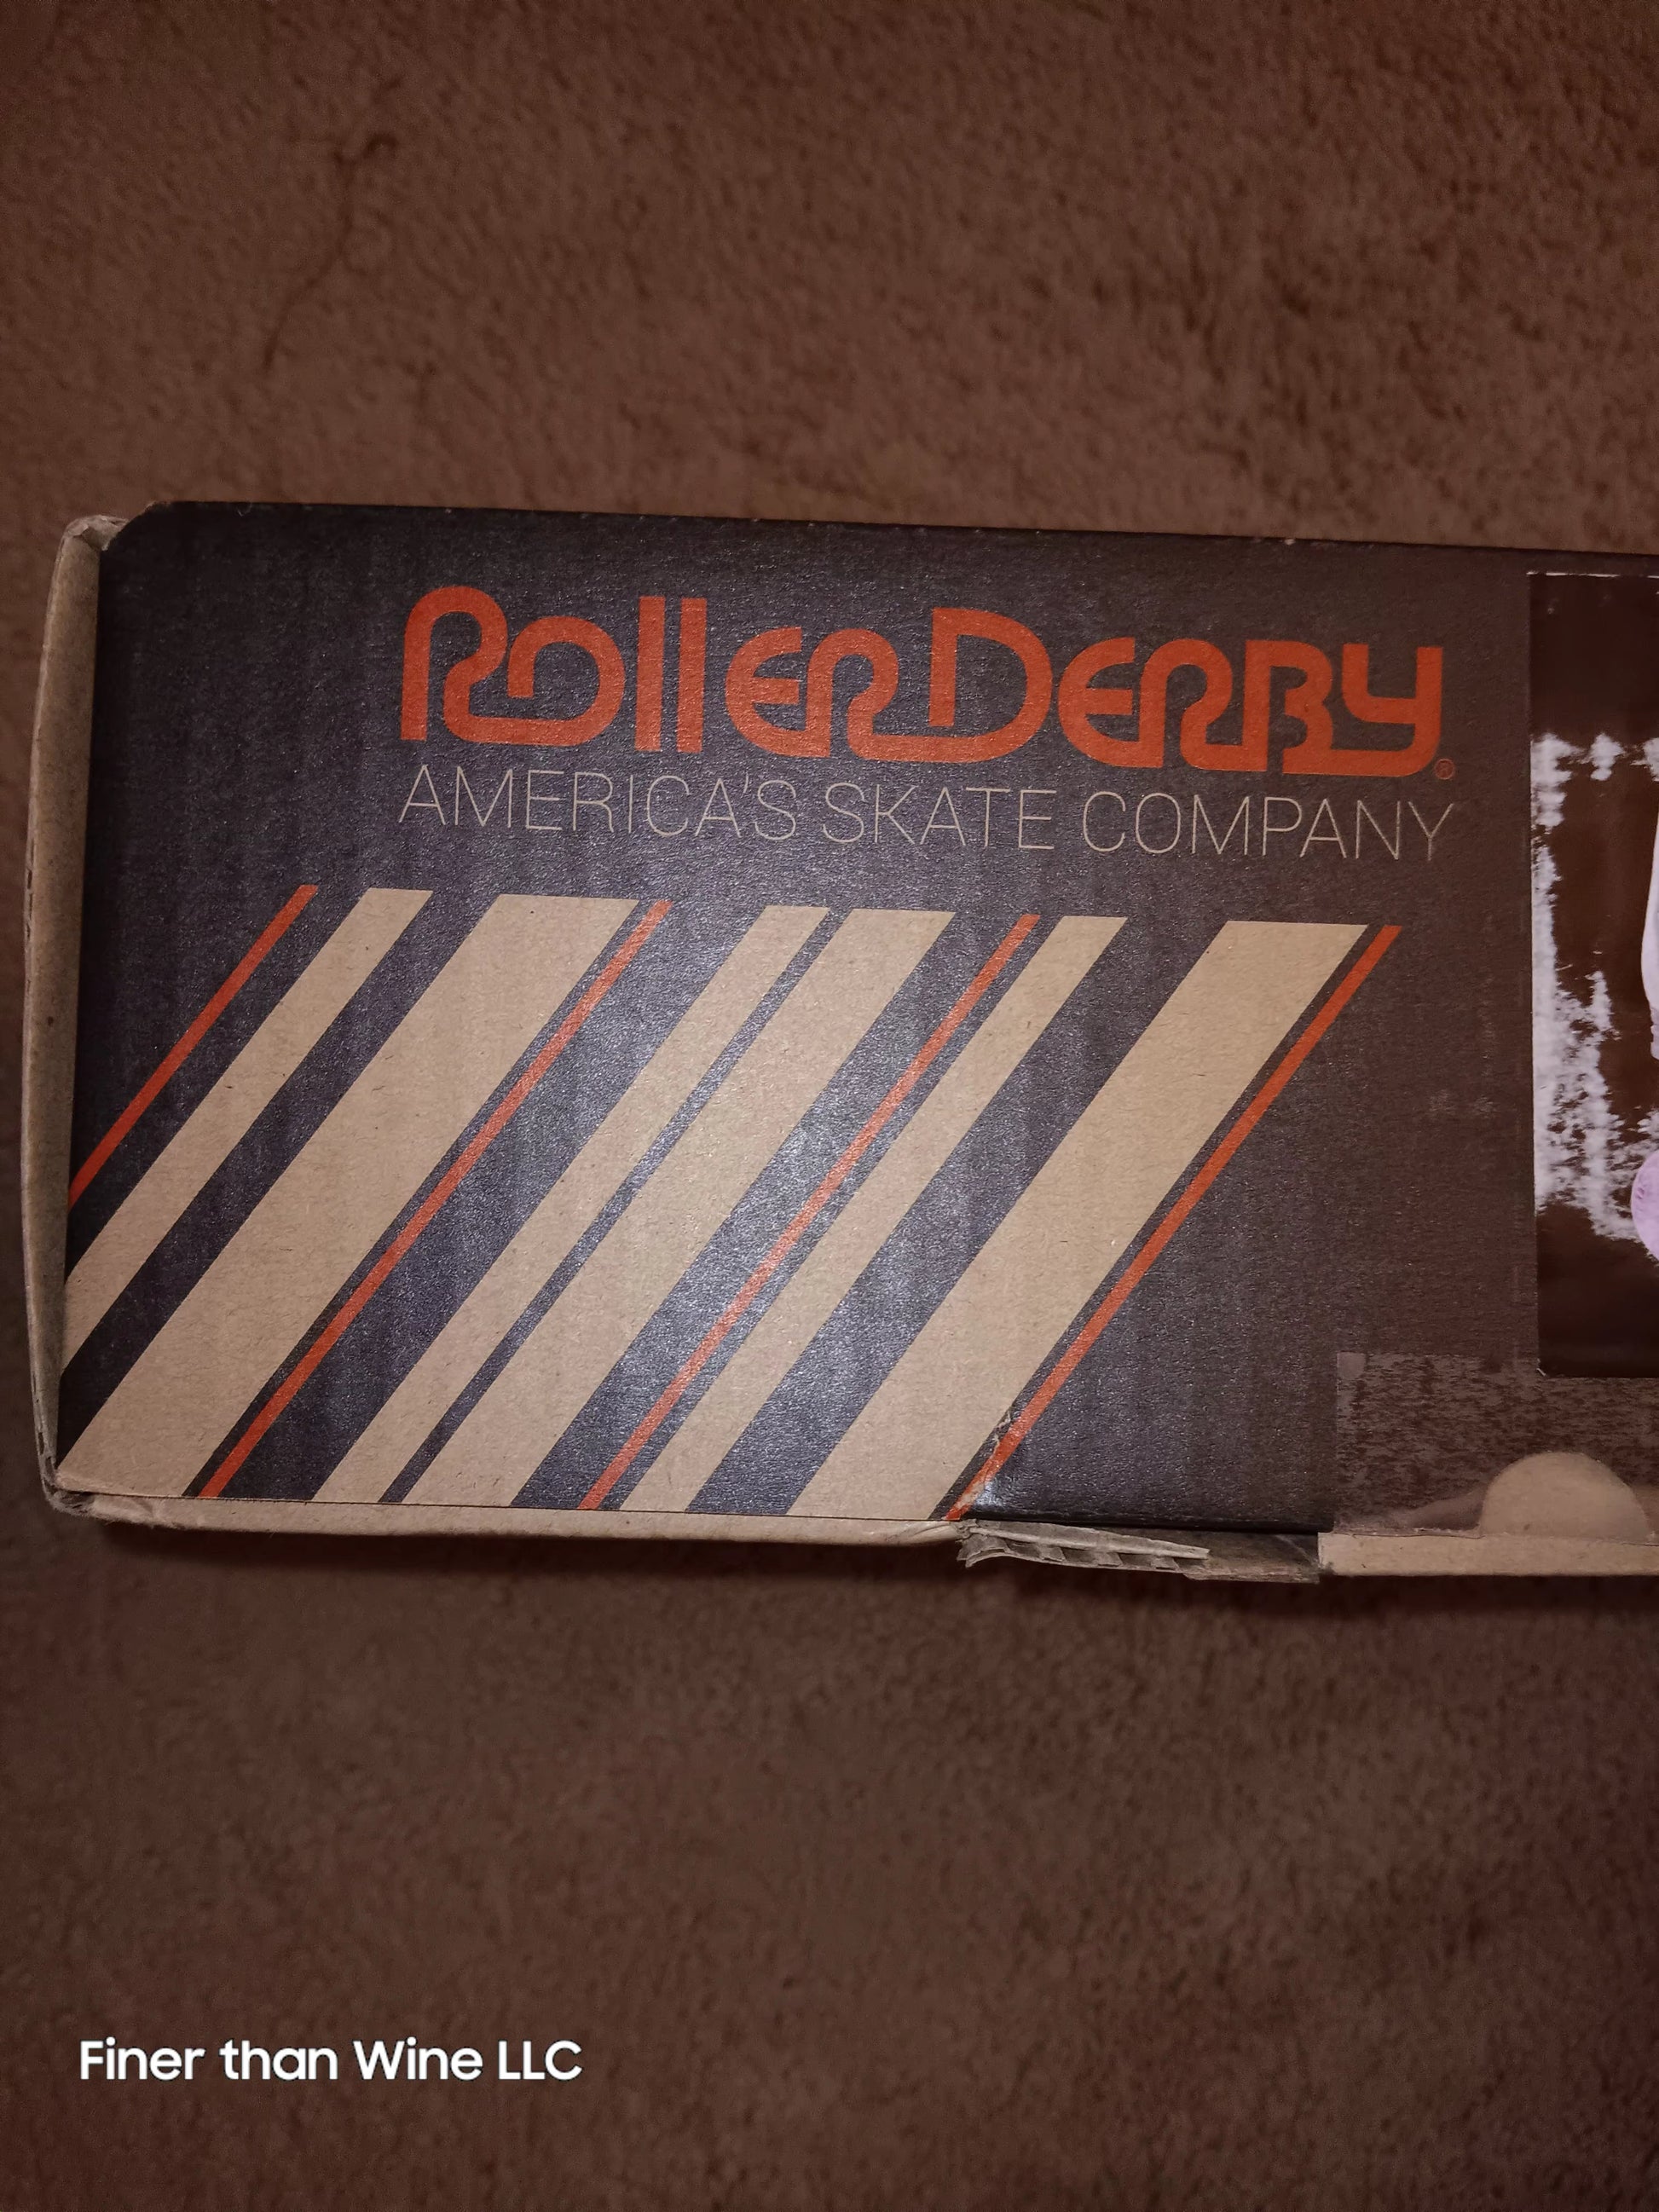 RollerDerby®
AMERICA'S SKATE COMPANY
Finer than Wine LLC